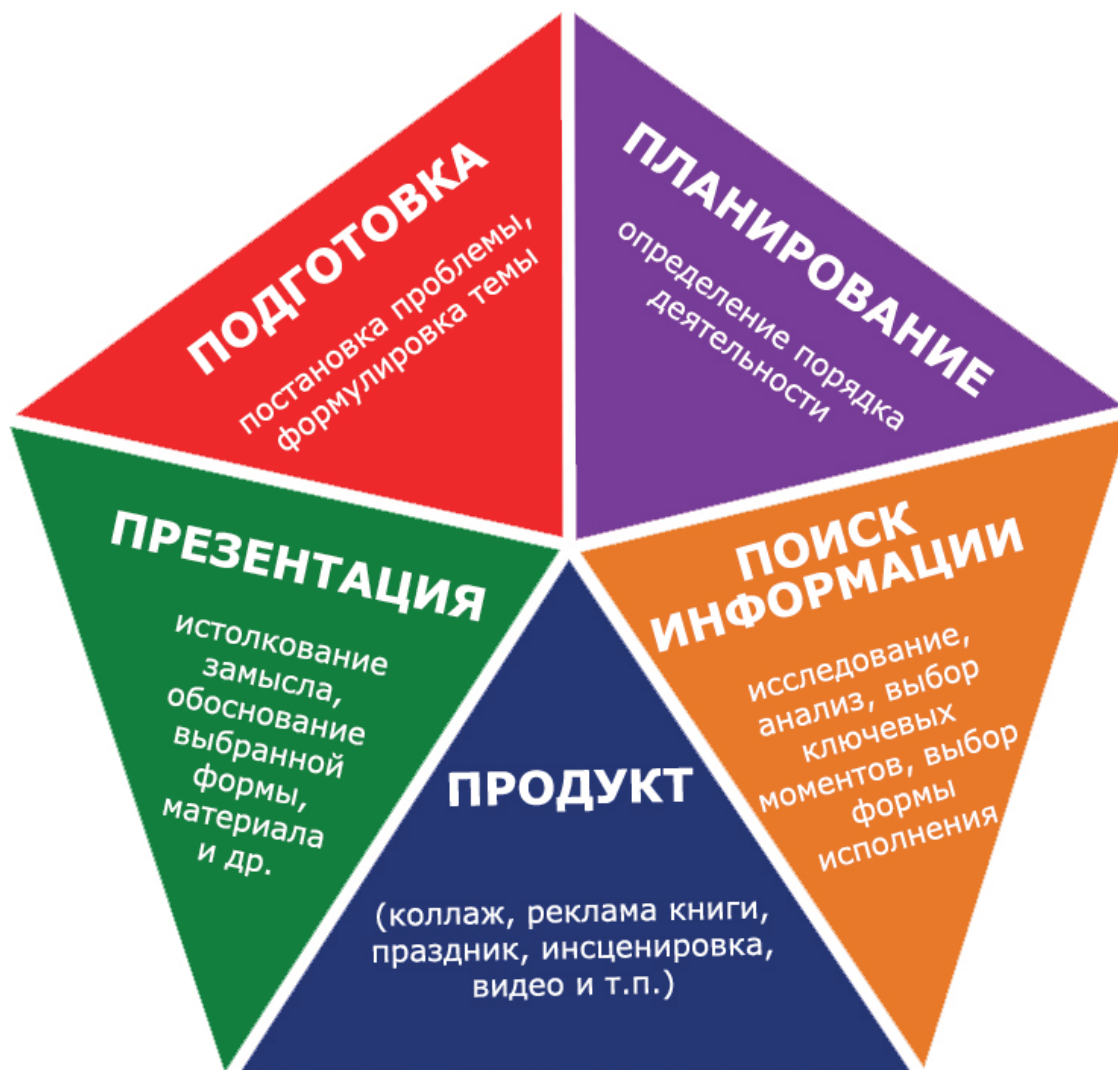 ПОДГОТОВКА
постановка проблемы,
формулировка темы
ПЛАНИРОВАНИЕ
определение порядка
деятельности
ПОИСК
ИНФОРМАЦИИ
исследование,
анализ, выбор
ключевых
моментов, выбор
формы
исполнения
ПРОДУКТ
(коллаж, реклама книги,
праздник, инсценировка,
видео и т.п.)
ПРЕЗЕНТАЦИЯ
истолкование
замысла,
обоснование
выбранной
формы,
материала
и др.